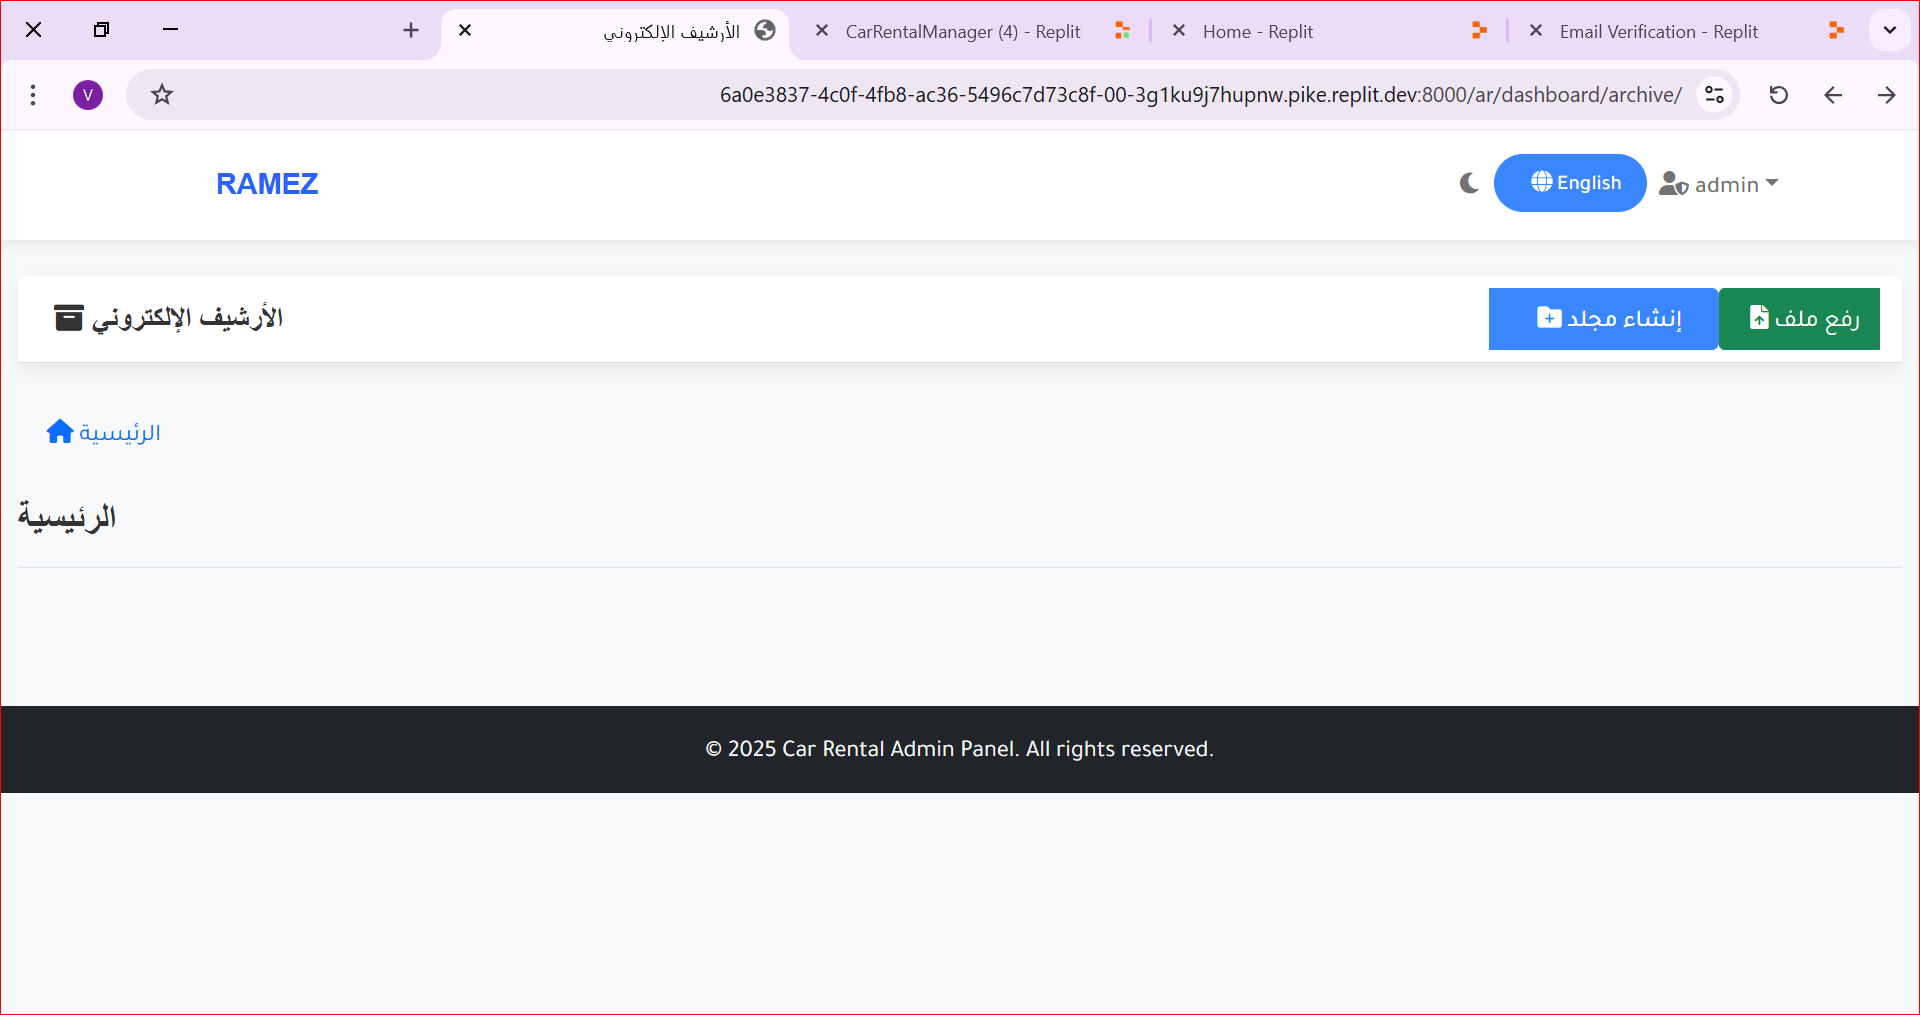 الأرشيف الإلكتروني
CarRentalManager (4) - Replit
Home - Replit
Email Verification - Replit
V
6a0e3837-4c0f-4fb8-ac36-5496c7d73c8f-00-3g1ku9j7hupnw.pike.replit.dev:8000/ar/dashboard/archive/
RAMEZ
English
admin
الأرشيف الإلكتروني
إنشاء مجلد
رفع ملف
الرئيسية
الرئيسية
© 2025 Car Rental Admin Panel. All rights reserved.